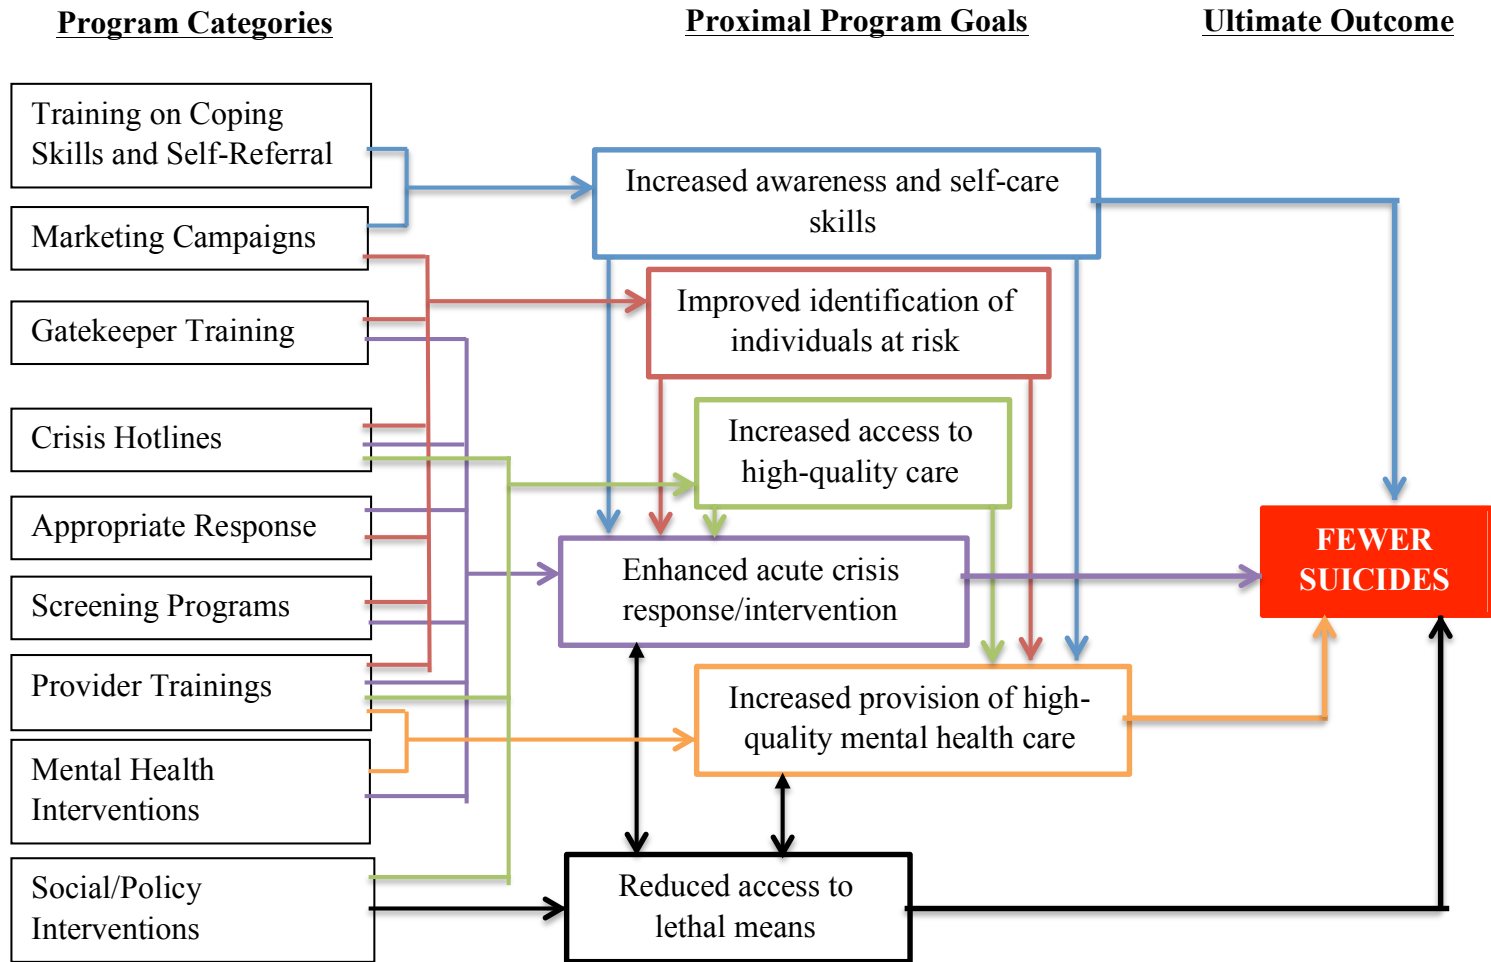 Program Categories
Proximal Program Goals
Ultimate Outcome
Training on Coping
Skills and Self-Referral
Marketing Campaigns
Gatekeeper Training
Crisis Hotlines
Appropriate Response
Screening Programs
Provider Trainings
Mental Health
Interventions
Social/Policy
Interventions
Increased awareness and self-care
skills
Improved identification of
individuals at risk
Increased access to
high-quality care
Enhanced acute crisis
response/intervention
Increased provision of high-
quality mental health care
Reduced access to
lethal means
FEWER
SUICIDES